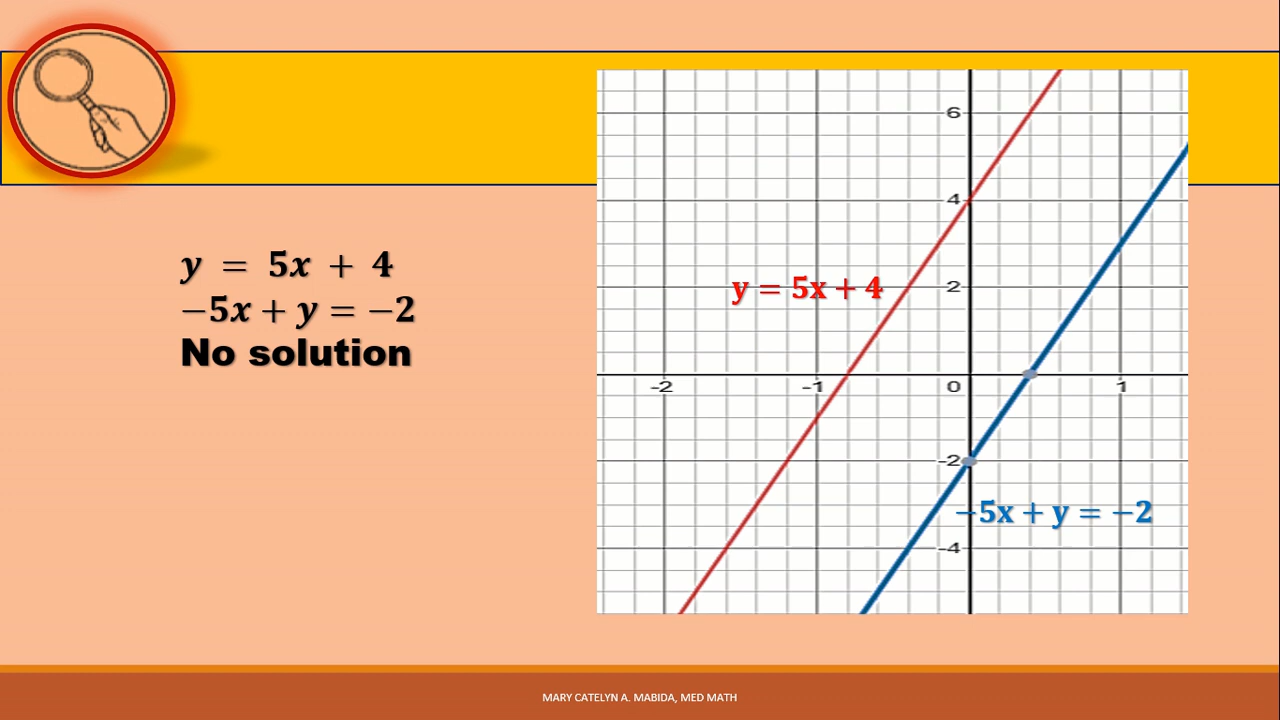 y = 5x + 4
−5x + y = −2
No solution
6
4
y = 5x + 4
2
-2 -1 0 1
-2
−5x + y = −2
-4
MARY CATELYN A. MABIDA, MED MATH